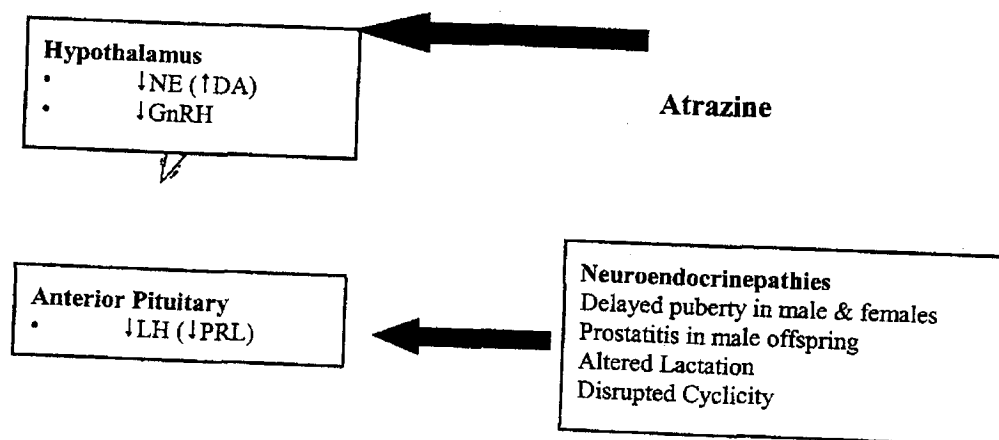 Hypothalamus
• ↓NE (↑DA)
• ↓GnRH
Atrazine
Anterior Pituitary
• ↓LH (↓PRL)
Neuroendocrinepathies
Delayed puberty in male & females
Prostatitis in male offspring
Altered Lactation
Disrupted Cyclicity